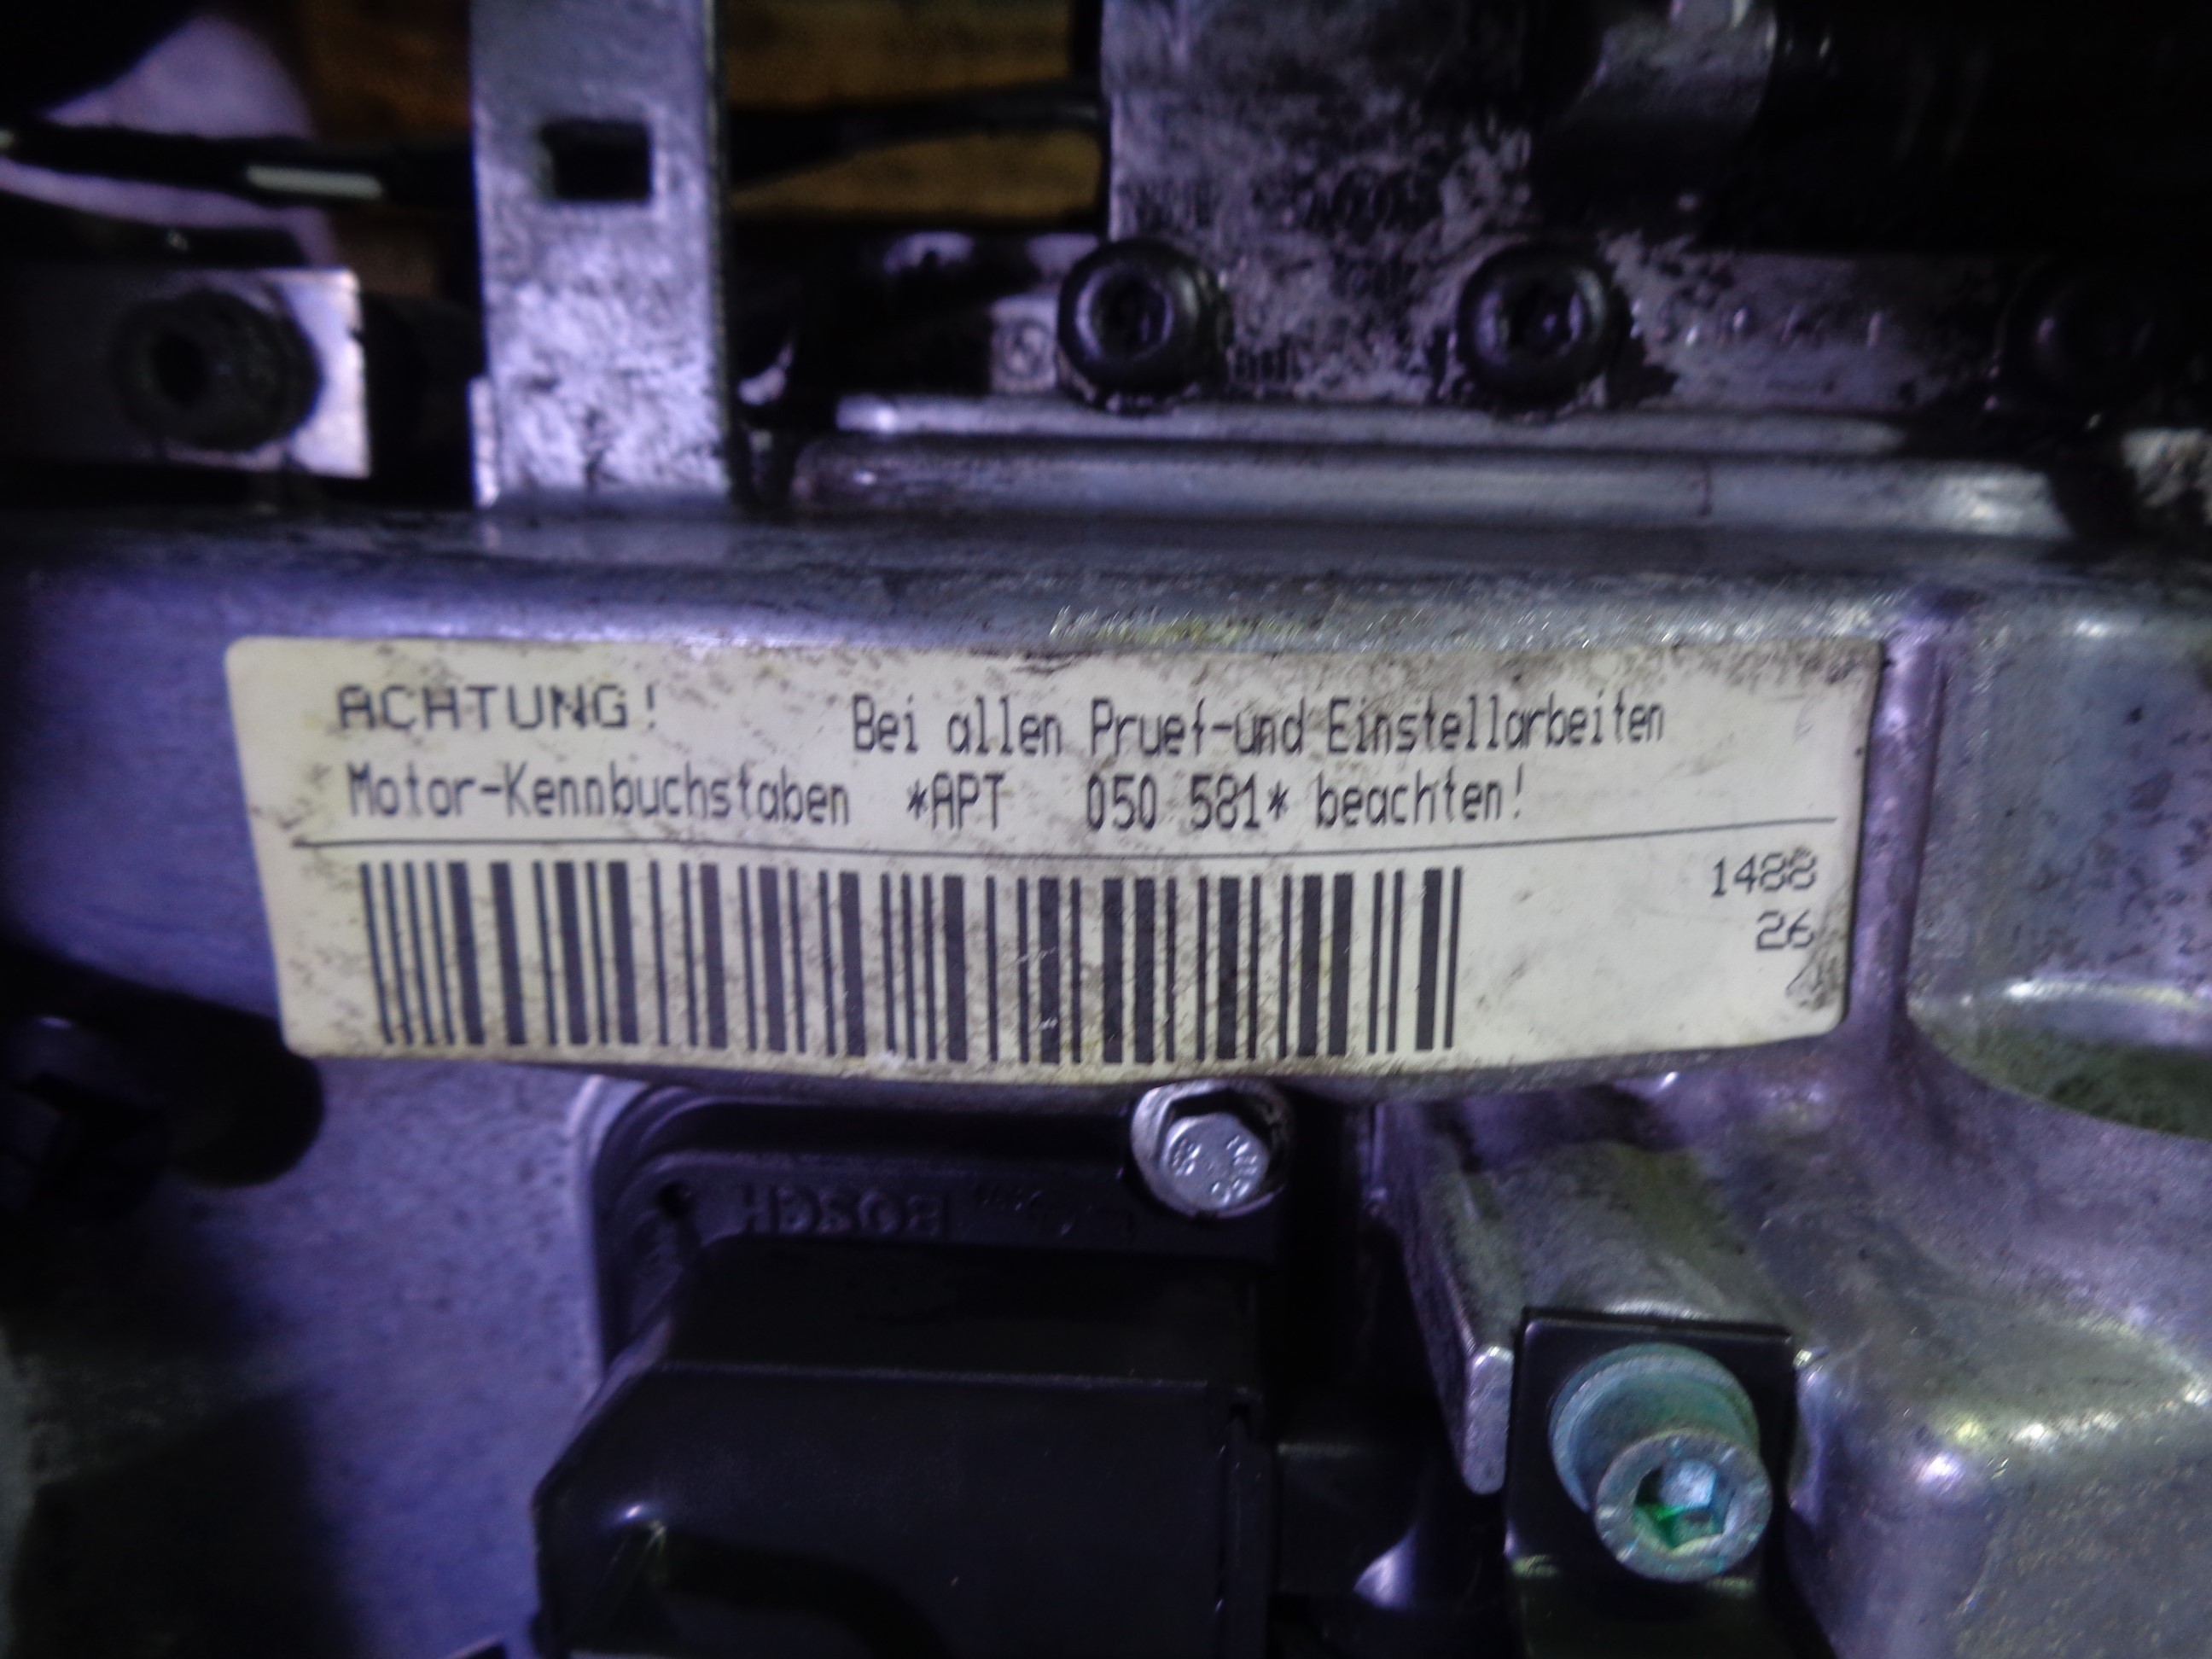 ACHTUNG! Bei allen Pruef-und Einstellarbeiten
Motor-Kennbuchstaben *APT 050 581* beachten!
1488
26
BOSCH